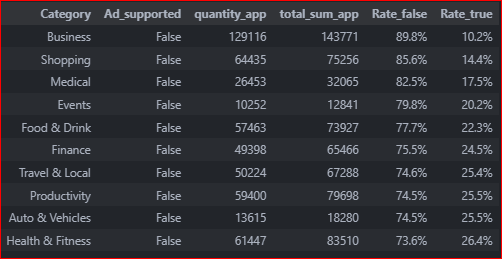 Category Ad_supported quantity_app total_sum_app Rate_false Rate_true
Business False 129116 143771 89.8% 10.2%
Shopping False 64435 75256 85.6% 14.4%
Medical False 26453 32065 82.5% 17.5%
Events False 10252 12841 79.8% 20.2%
Food & Drink False 57463 73927 77.7% 22.3%
Finance False 49398 65466 75.5% 24.5%
Travel & Local False 50224 67288 74.6% 25.4%
Productivity False 59400 79698 74.5% 25.5%
Auto & Vehicles False 13615 18280 74.5% 25.5%
Health & Fitness False 61447 83510 73.6% 26.4%